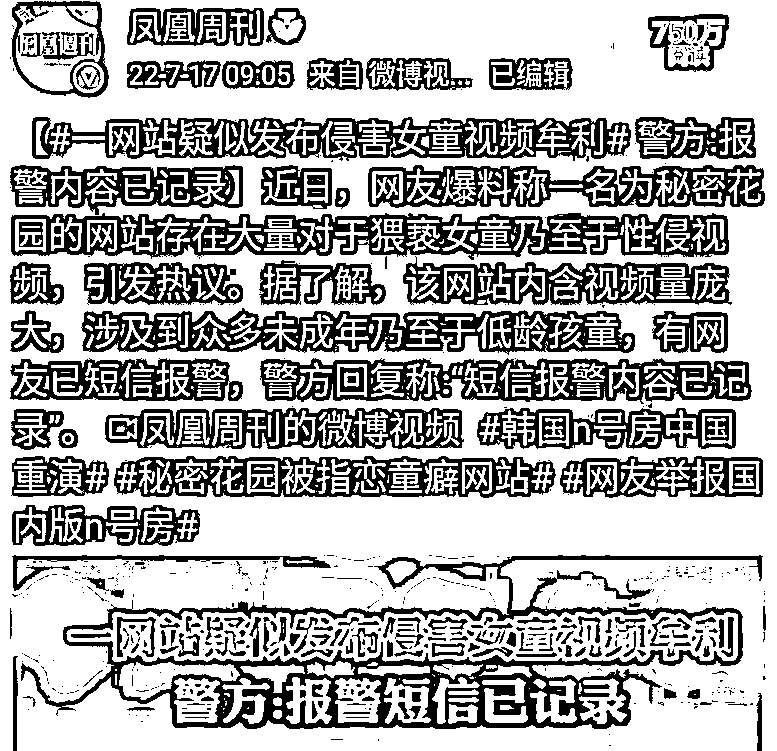 凤凰周刊
凤凰周刊
22-7-17 09:05 来自 微博视... 已编辑
750万
阅读
【#一网站疑似发布侵害女童视频牟利# 警方:报
警内容已记录】近日，网友爆料称一名为秘密花
园的网站存在大量对于猥亵女童乃至于性侵视
频，引发热议。据了解，该网站内含视频量庞
大，涉及到众多未成年乃至于低龄孩童，有网
友已短信报警，警方回复称:“短信报警内容已记
录”。 凤凰周刊的微博视频 #韩国n号房中国
重演# #秘密花园被指恋童癖网站# #网友举报国
内版n号房#
一网站疑似发布侵害女童视频牟利
警方:报警短信已记录